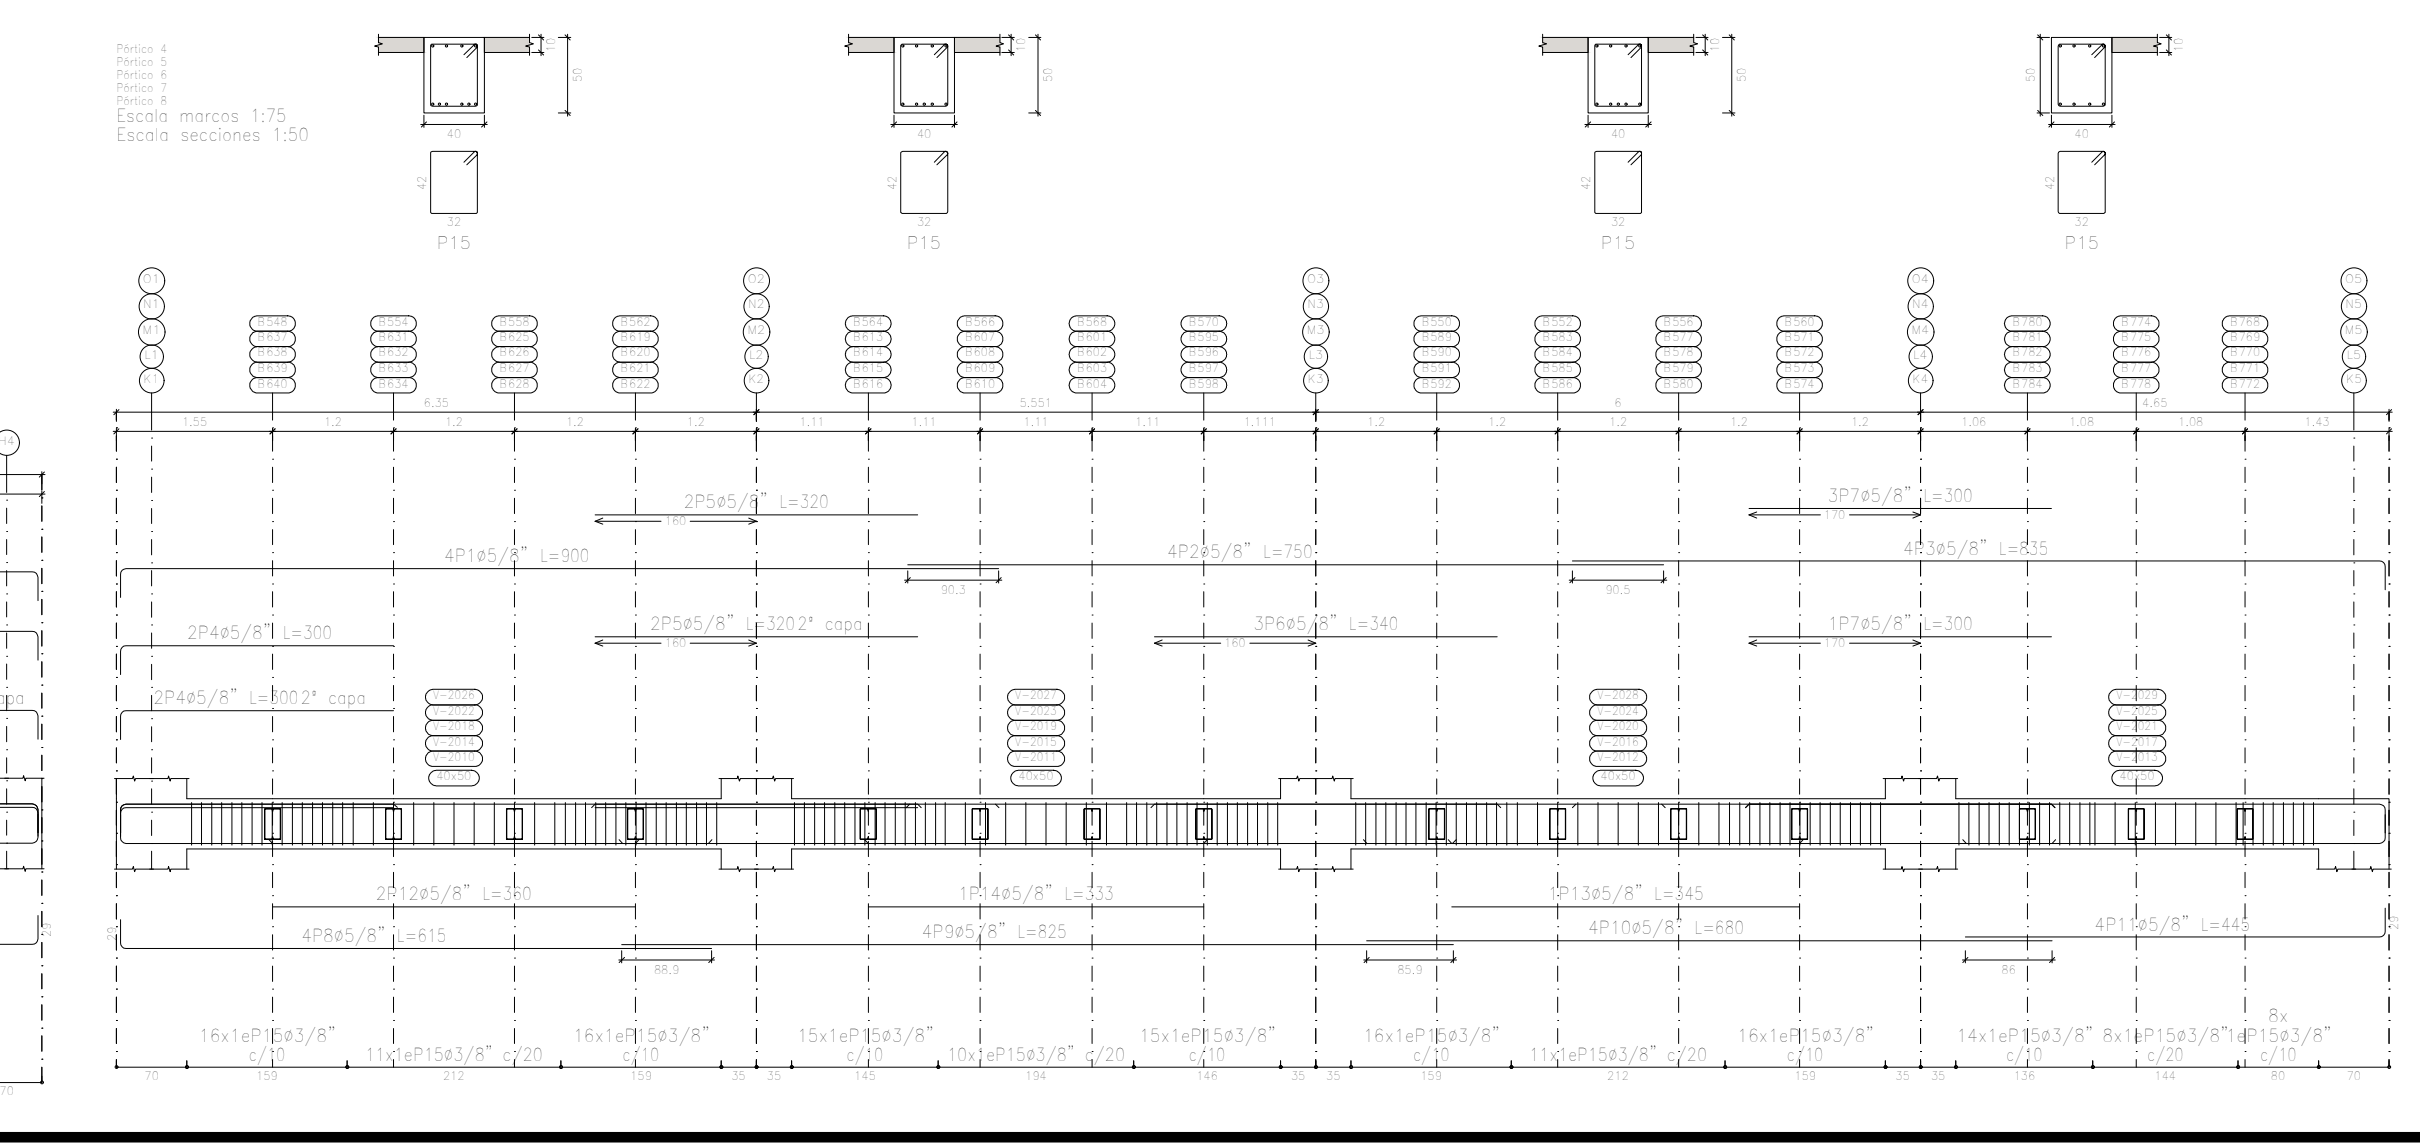 Pórtico 4
Pórtico 5
Pórtico 6
Pórtico 7
Pórtico 8
Escala marcos 1:75
Escala secciones 1:50
10
50
40
42
32
P15
10
50
40
42
32
P15
10
50
40
42
32
P15
50
10
40
42
32
P15
O1 O2 O3 O4 O5
N1 N2 N3 N4 N5
M1 M2 M3 M4 M5
L1 L2 L3 L4 L5
K1 K2 K3 K4 K5
B548 B554 B558 B562 B564 B566 B568 B570 B550 B552 B556 B560 B780 B774 B768
B637 B631 B625 B619 B613 B607 B601 B595 B589 B583 B577 B571 B781 B775 B769
B638 B632 B626 B620 B614 B608 B602 B596 B590 B584 B578 B572 B782 B776 B770
B639 B633 B627 B621 B615 B609 B603 B597 B591 B585 B579 B573 B783 B777 B771
B640 B634 B628 B622 B616 B610 B604 B598 B592 B586 B580 B574 B784 B778 B772
6.35 5.551 6 4.65
1.55 1.2 1.2 1.2 1.2 1.11 1.11 1.11 1.11 1.111 1.2 1.2 1.2 1.2 1.2 1.06 1.08 1.08 1.43
H4
2P5ø5/8" L=320
160
3P7ø5/8" L=300
170
4P1ø5/8" L=900
4P2ø5/8" L=750
4P3ø5/8" L=835
90.3
90.5
2P4ø5/8" L=300
2P5ø5/8" L=320 2ª capa
160
3P6ø5/8" L=340
160
1P7ø5/8" L=300
170
apa
2P4ø5/8" L=300 2ª capa
V-2026 V-2027 V-2028 V-2029
V-2022 V-2023 V-2024 V-2025
V-2018 V-2019 V-2020 V-2021
V-2014 V-2015 V-2016 V-2017
V-2010 V-2011 V-2012 V-2013
40x50 40x50 40x50 40x50
2P12ø5/8" L=360
1P14ø5/8" L=333
1P13ø5/8" L=345
29
29
4P8ø5/8" L=615
4P9ø5/8" L=825
4P10ø5/8" L=680
4P11ø5/8" L=445
29
88.9
85.9
86
16x1eP15ø3/8"
c/10
11x1eP15ø3/8" c/20
16x1eP15ø3/8"
c/10
15x1eP15ø3/8"
c/10
10x1eP15ø3/8" c/20
15x1eP15ø3/8"
c/10
16x1eP15ø3/8"
c/10
11x1eP15ø3/8" c/20
16x1eP15ø3/8"
c/10
14x1eP15ø3/8"
c/10
8x1eP15ø3/8"
c/20
8x
1eP15ø3/8"
c/10
70 70 159 212 159 35 35 145 194 146 35 35 159 212 159 35 35 136 144 80 70